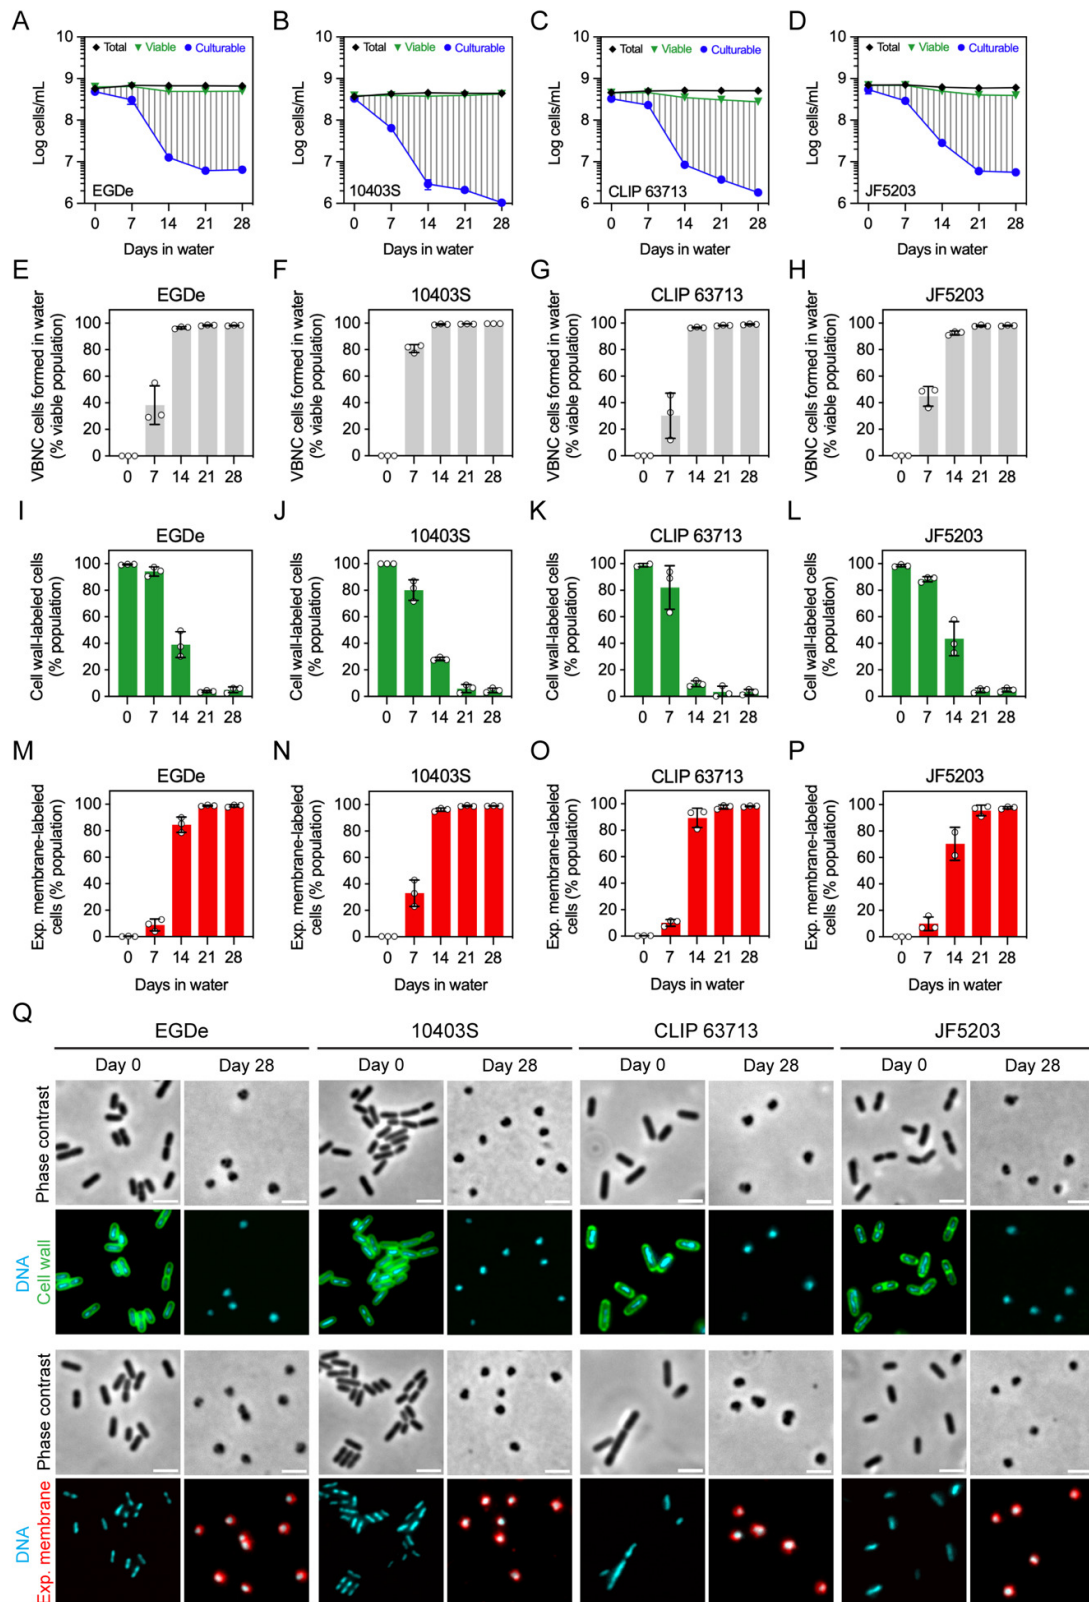 A B C D
10 Total Viable Culturable
9
8
7
6
EGDe
Log cells/mL
0 7 14 21 28
Days in water
10 Total Viable Culturable
9
8
7
6
10403S
Log cells/mL
0 7 14 21 28
Days in water
10 Total Viable Culturable
9
8
7
6
CLIP 63713
Log cells/mL
0 7 14 21 28
Days in water
10 Total Viable Culturable
9
8
7
6
JF5203
Log cells/mL
0 7 14 21 28
Days in water
E F G H
EGDe
VBNC cells formed in water
(% viable population)
100
80
60
40
20
0
0 7 14 21 28
10403S
VBNC cells formed in water
(% viable population)
100
80
60
40
20
0
0 7 14 21 28
CLIP 63713
VBNC cells formed in water
(% viable population)
100
80
60
40
20
0
0 7 14 21 28
JF5203
VBNC cells formed in water
(% viable population)
100
80
60
40
20
0
0 7 14 21 28
I J K L
EGDe
Cell wall-labeled cells
(% population)
100
80
60
40
20
0
0 7 14 21 28
10403S
Cell wall-labeled cells
(% population)
100
80
60
40
20
0
0 7 14 21 28
CLIP 63713
Cell wall-labeled cells
(% population)
100
80
60
40
20
0
0 7 14 21 28
JF5203
Cell wall-labeled cells
(% population)
100
80
60
40
20
0
0 7 14 21 28
M N O P
EGDe
Exp. membrane-labeled
cells (% population)
100
80
60
40
20
0
0 7 14 21 28
Days in water
10403S
Exp. membrane-labeled
cells (% population)
100
80
60
40
20
0
0 7 14 21 28
Days in water
CLIP 63713
Exp. membrane-labeled
cells (% population)
100
80
60
40
20
0
0 7 14 21 28
Days in water
JF5203
Exp. membrane-labeled
cells (% population)
100
80
60
40
20
0
0 7 14 21 28
Days in water
Q
EGDe 10403S CLIP 63713 JF5203
Day 0 Day 28 Day 0 Day 28 Day 0 Day 28 Day 0 Day 28
Phase contrast
DNA
Cell wall
Phase contrast
DNA
Exp. membrane